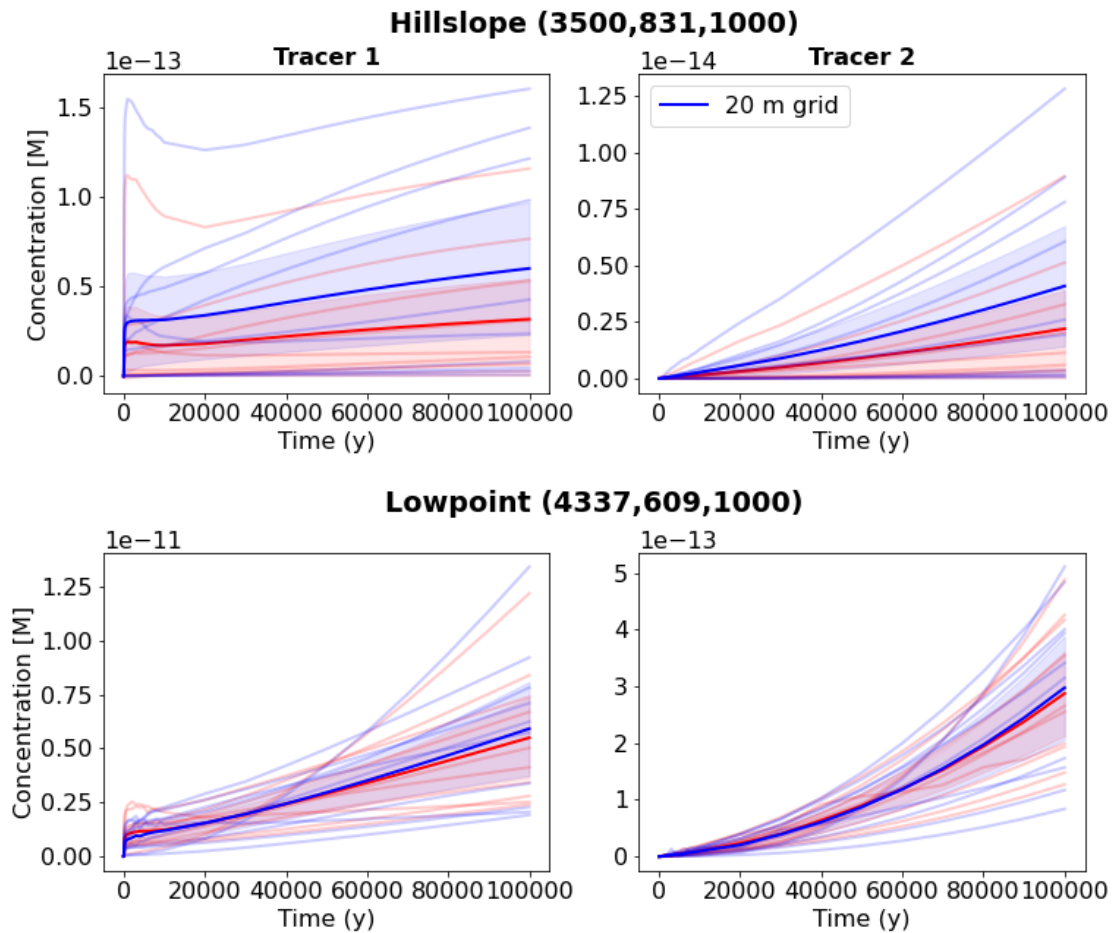 Hillslope (3500,831,1000)
Tracer 1
Tracer 2
1e−13
1e−14
Concentration [M]
1.5
1.0
0.5
0.0
0 20000 40000 60000 80000 100000
Time (y)
20 m grid
1.25
1.00
0.75
0.50
0.25
0.00
0 20000 40000 60000 80000 100000
Time (y)
Lowpoint (4337,609,1000)
1e−11
1e−13
Concentration [M]
1.25
1.00
0.75
0.50
0.25
0.00
0 20000 40000 60000 80000 100000
Time (y)
5
4
3
2
1
0
0 20000 40000 60000 80000 100000
Time (y)